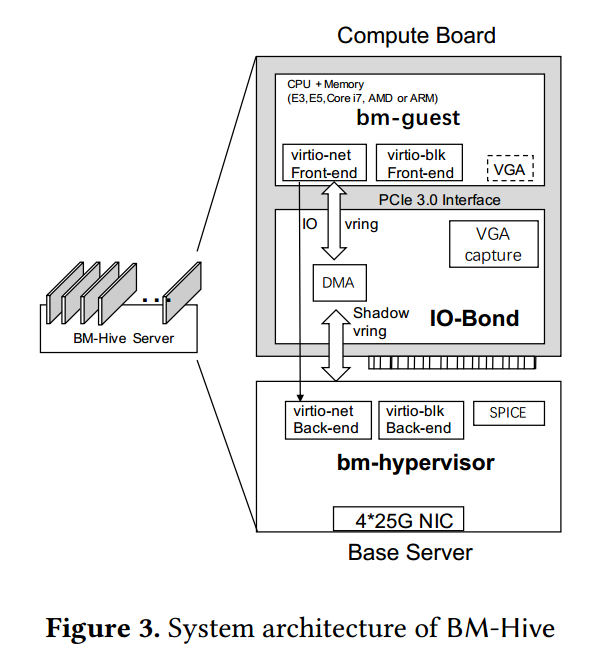 Compute Board
CPU + Memory
(E3,E5,Core i7, AMD or ARM)
bm-guest
virtio-net
Front-end
virtio-blk
Front-end
VGA
PCIe 3.0 Interface
IO
vring
VGA
capture
DMA
IO-Bond
Shadow
vring
...
BM-Hive Server
virtio-net
Back-end
virtio-blk
Back-end
SPICE
bm-hypervisor
4*25G NIC
Base Server
Figure 3. System architecture of BM-Hive